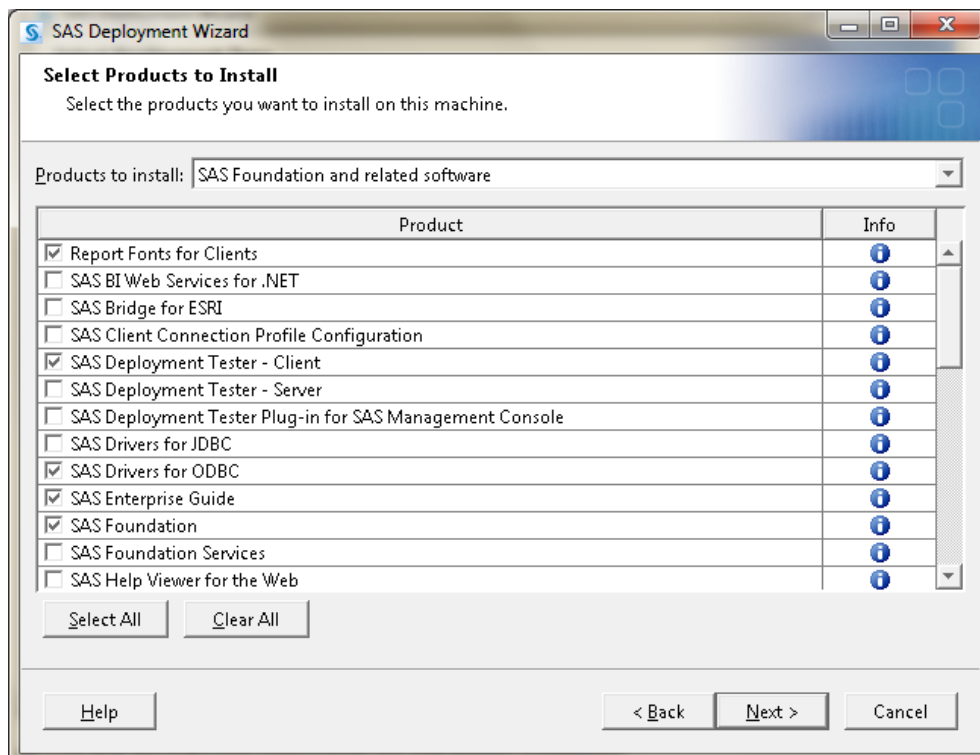 SAS Deployment Wizard
Select Products to Install
Select the products you want to install on this machine.
Products to install: SAS Foundation and related software
Product Info
Report Fonts for Clients
SAS BI Web Services for .NET
SAS Bridge for ESRI
SAS Client Connection Profile Configuration
SAS Deployment Tester - Client
SAS Deployment Tester - Server
SAS Deployment Tester Plug-in for SAS Management Console
SAS Drivers for JDBC
SAS Drivers for ODBC
SAS Enterprise Guide
SAS Foundation
SAS Foundation Services
SAS Help Viewer for the Web
Select All Clear All
Help < Back Next > Cancel